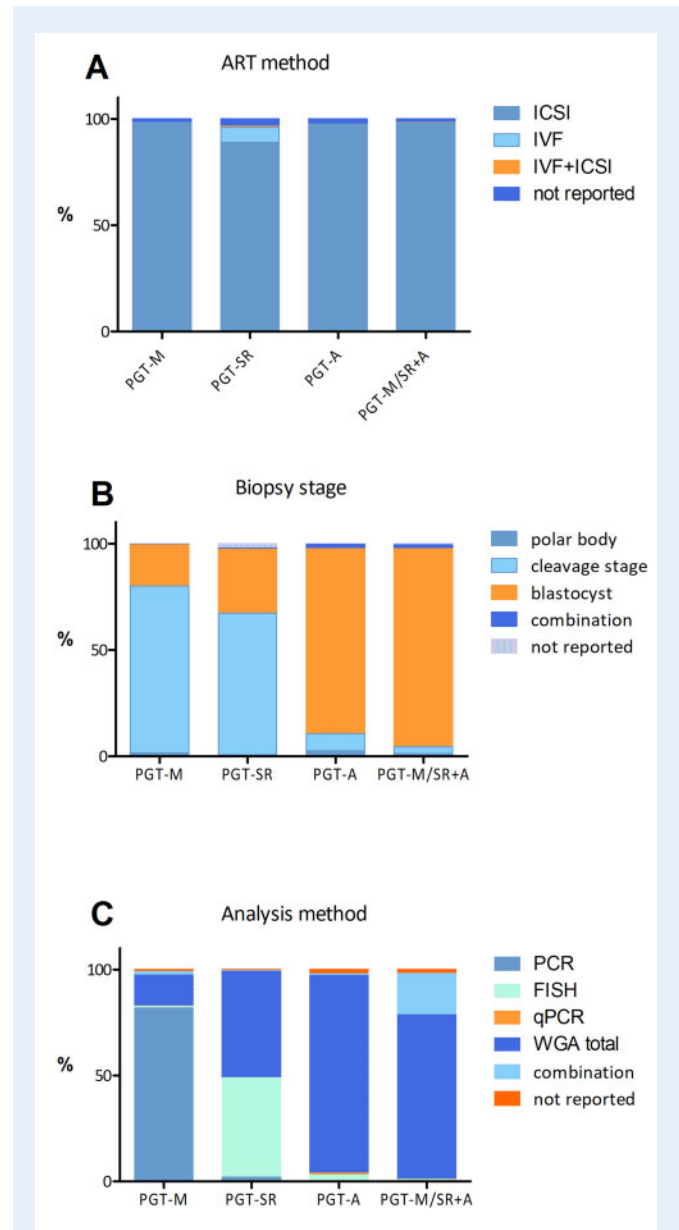 A
ART method
100
50
0
%
PGT-M
PGT-SR
PGT-A
PGT-M/SR+A
ICSI
IVF
IVF+ICSI
not reported
B
Biopsy stage
100
50
0
%
PGT-M
PGT-SR
PGT-A
PGT-M/SR+A
polar body
cleavage stage
blastocyst
combination
not reported
C
Analysis method
100
50
0
%
PGT-M
PGT-SR
PGT-A
PGT-M/SR+A
PCR
FISH
qPCR
WGA total
combination
not reported